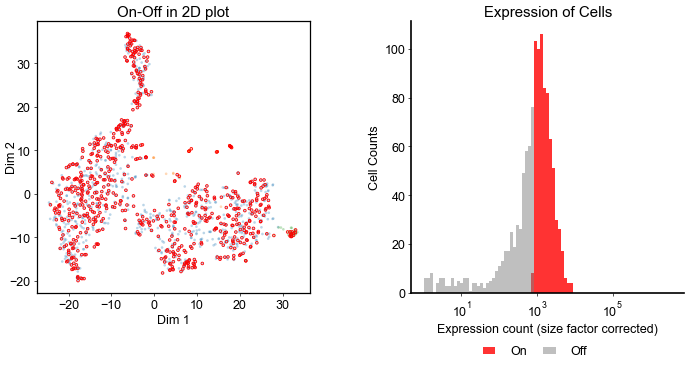 On-Off in 2D plot
Dim 2
30
20
10
0
−10
−20
−20 −10 0 10 20 30
Dim 1
Expression of Cells
Cell Counts
100
80
60
40
20
0
10^1 10^3 10^5
Expression count (size factor corrected)
On Off